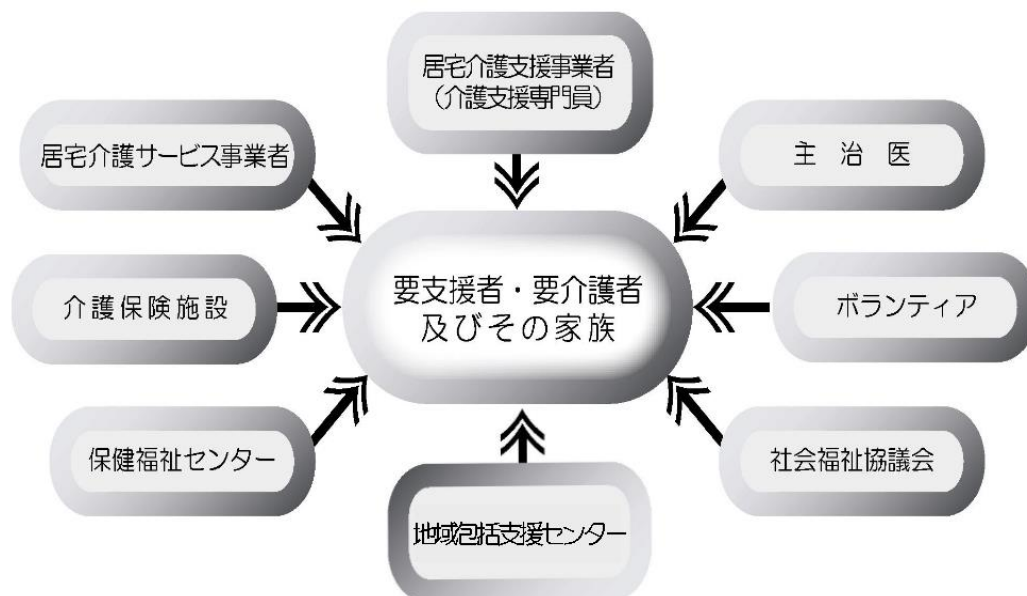 居宅介護支援事業者
(介護支援専門員)
居宅介護サービス事業者
主治医
介護保険施設
要支援者・要介護者
及びその家族
ボランティア
保健福祉センター
社会福祉協議会
地域包括支援センター